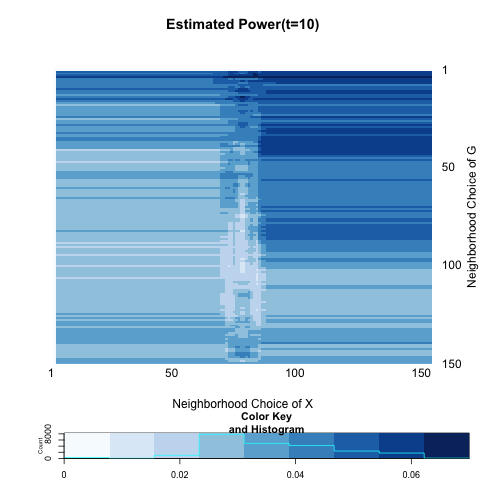 Estimated Power(t=10)
1
50
100
150
Neighborhood Choice of G
1 50 100 150
Neighborhood Choice of X
Color Key
and Histogram
Count
0 8000
0 0.02 0.04 0.06